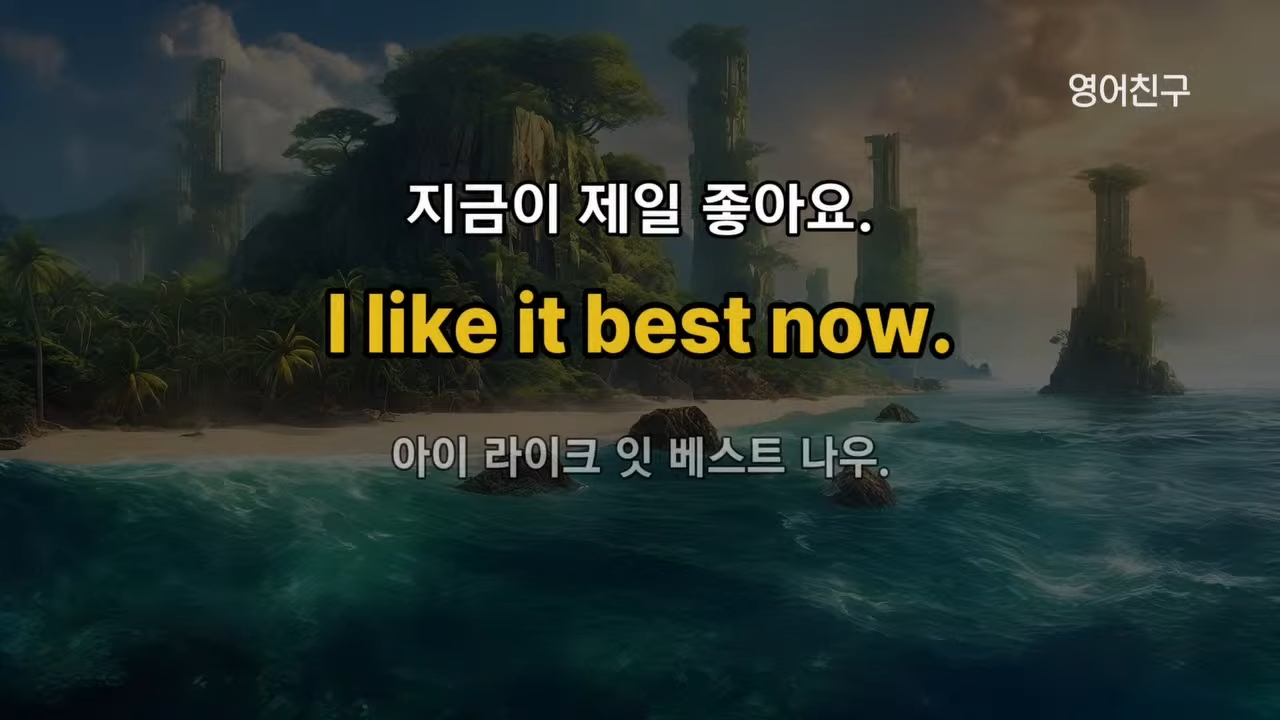 영어친구
지금이 제일 좋아요.
I like it best now.
아이 라이크 잇 베스트 나우.